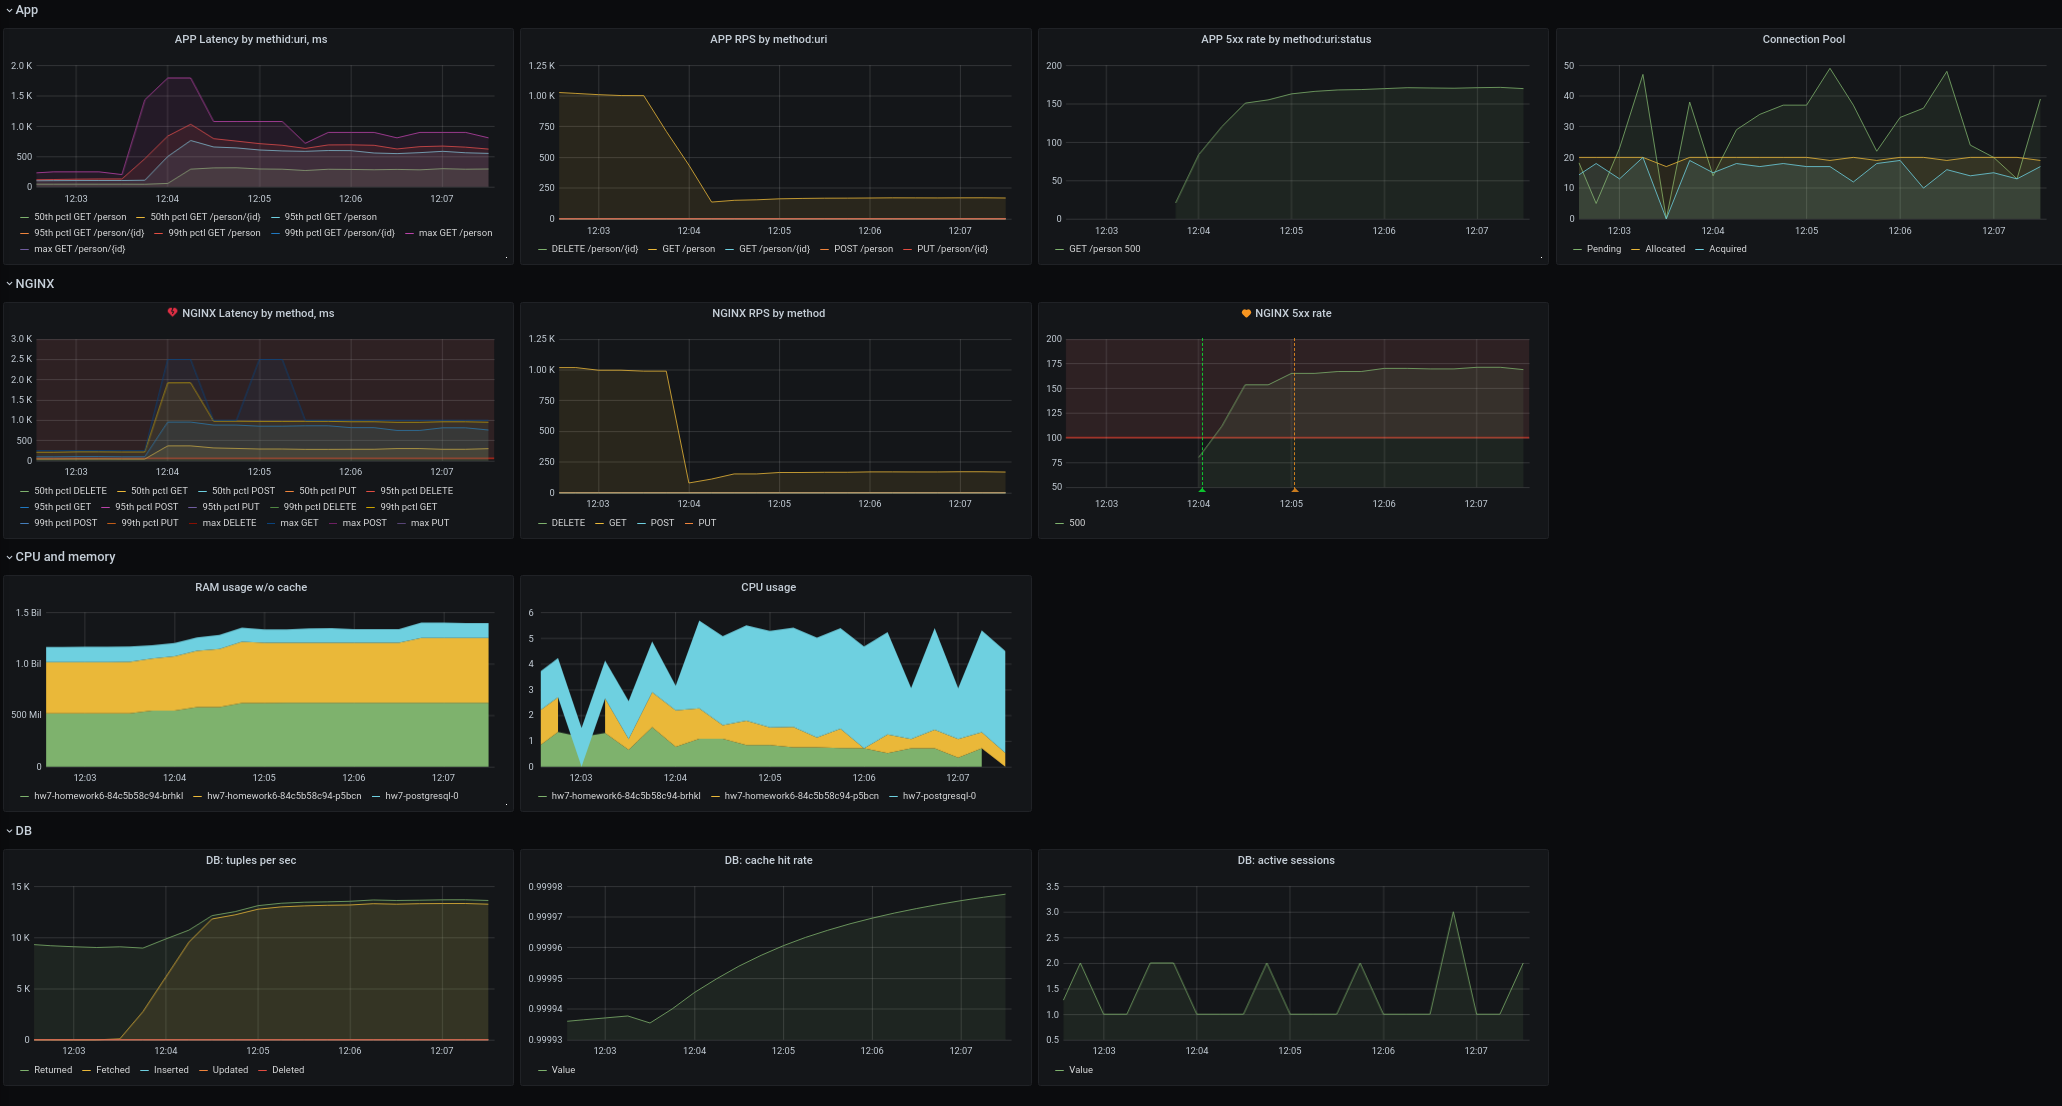 App
APP Latency by methid:uri, ms
2.0 K
1.5 K
1.0 K
500
0
12:03 12:04 12:05 12:06 12:07
50th pctl GET /person 50th pctl GET /person/{id} 95th pctl GET /person
95th pctl GET /person/{id} 99th pctl GET /person 99th pctl GET /person/{id} max GET /person
max GET /person/{id}
APP RPS by method:uri
1.25 K
1.00 K
750
500
250
0
12:03 12:04 12:05 12:06 12:07
DELETE /person/{id} GET /person GET /person/{id} POST /person PUT /person/{id}
APP 5xx rate by method:uri:status
200
150
100
50
0
12:03 12:04 12:05 12:06 12:07
GET /person 500
Connection Pool
50
40
30
20
10
0
12:03 12:04 12:05 12:06 12:07
Pending Allocated Acquired
NGINX
NGINX Latency by method, ms
3.0 K
2.5 K
2.0 K
1.5 K
1.0 K
500
0
12:03 12:04 12:05 12:06 12:07
50th pctl DELETE 50th pctl GET 50th pctl POST 50th pctl PUT 95th pctl DELETE
95th pctl GET 95th pctl POST 95th pctl PUT 99th pctl DELETE 99th pctl GET
99th pctl POST 99th pctl PUT max DELETE max GET max POST max PUT
NGINX RPS by method
1.25 K
1.00 K
750
500
250
0
12:03 12:04 12:05 12:06 12:07
DELETE GET POST PUT
NGINX 5xx rate
200
175
150
125
100
75
50
12:03 12:04 12:05 12:06 12:07
500
CPU and memory
RAM usage w/o cache
1.5 Bil
1.0 Bil
500 Mil
0
12:03 12:04 12:05 12:06 12:07
hw7-homework6-84c5b58c94-brhkl hw7-homework6-84c5b58c94-p5bcn hw7-postgresql-0
CPU usage
6
5
4
3
2
1
0
12:03 12:04 12:05 12:06 12:07
hw7-homework6-84c5b58c94-brhkl hw7-homework6-84c5b58c94-p5bcn hw7-postgresql-0
DB
DB: tuples per sec
15 K
10 K
5 K
0
12:03 12:04 12:05 12:06 12:07
Returned Fetched Inserted Updated Deleted
DB: cache hit rate
0.99998
0.99997
0.99996
0.99995
0.99994
0.99993
12:03 12:04 12:05 12:06 12:07
Value
DB: active sessions
3.5
3.0
2.5
2.0
1.5
1.0
0.5
12:03 12:04 12:05 12:06 12:07
Value